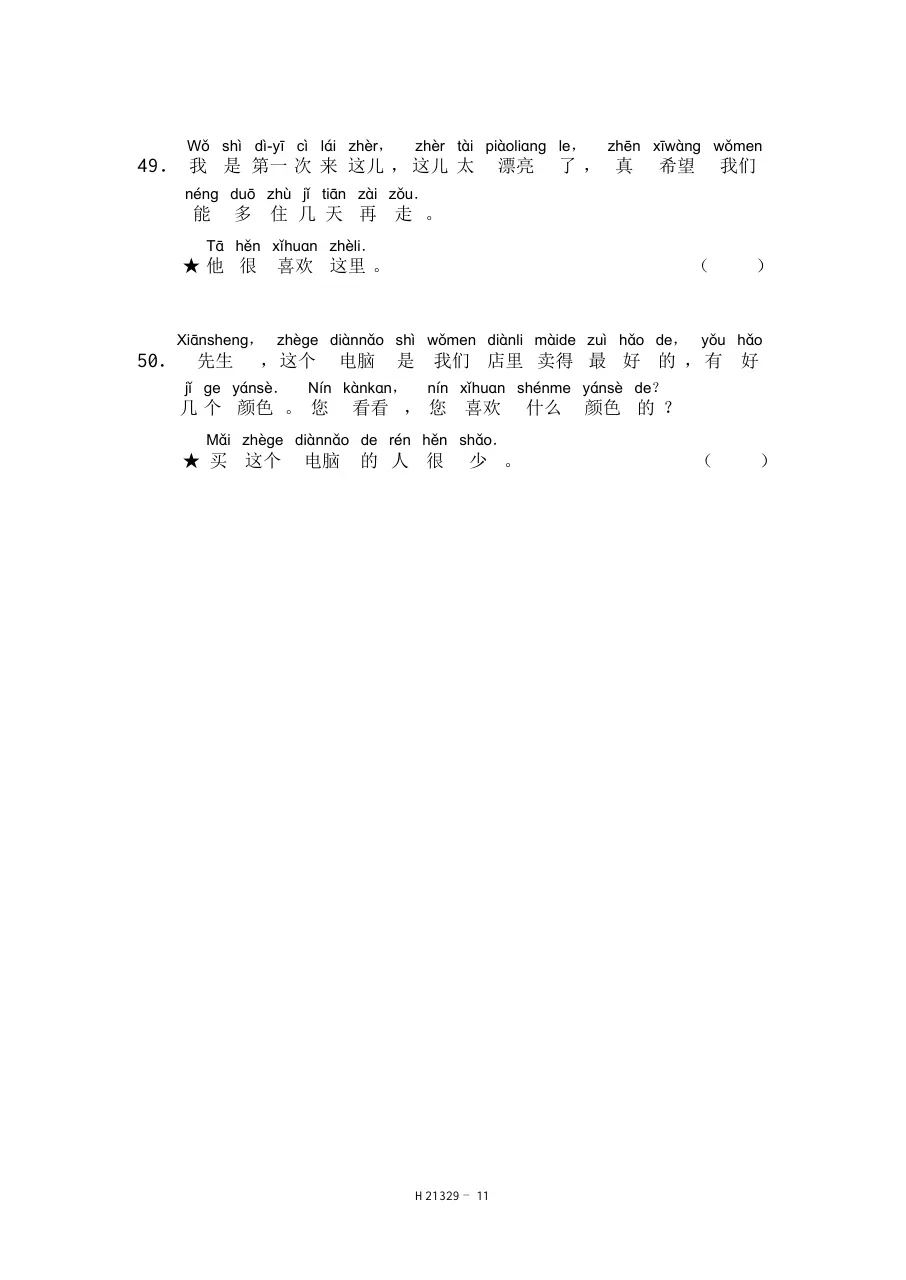 Wǒ shì dì-yī cì lái zhèr, zhèr tài piàoliang le, zhēn xīwàng wǒmen
49. 我 是 第一 次 来 这儿，这儿 太 漂亮 了， 真 希望 我们
néng duō zhù jǐ tiān zài zǒu.
能 多 住 几 天 再 走。
Tā hěn xǐhuan zhèli.
★ 他 很 喜欢 这里。 （ ）
Xiānsheng, zhège diànnǎo shì wǒmen diànli màide zuì hǎo de, yǒu hǎo
50. 先生 ，这个 电脑 是 我们 店里 卖得 最 好 的，有 好
jǐ ge yánsè. Nín kànkan, nín xǐhuan shénme yánsè de?
几 个 颜色 。您 看看 ，您 喜欢 什么 颜色 的？
Mǎi zhège diànnǎo de rén hěn shǎo.
★ 买 这个 电脑 的 人 很 少 。 （ ）
H 21329 – 11